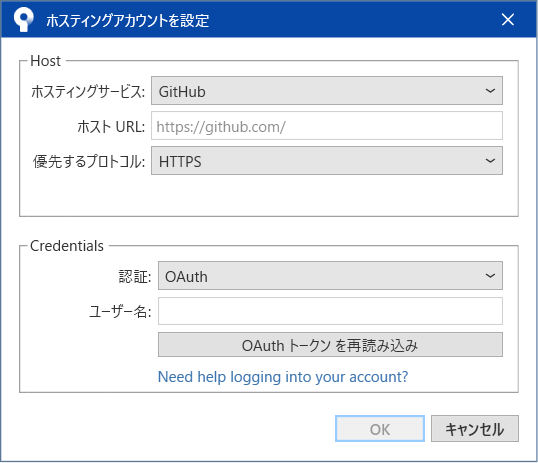 ホスティングアカウントを設定
Host
ホスティングサービス: GitHub
ホスト URL: https://github.com/
優先するプロトコル: HTTPS
Credentials
認証: OAuth
ユーザー名:
OAuth トークン を再読み込み
Need help logging into your account?
OK キャンセル